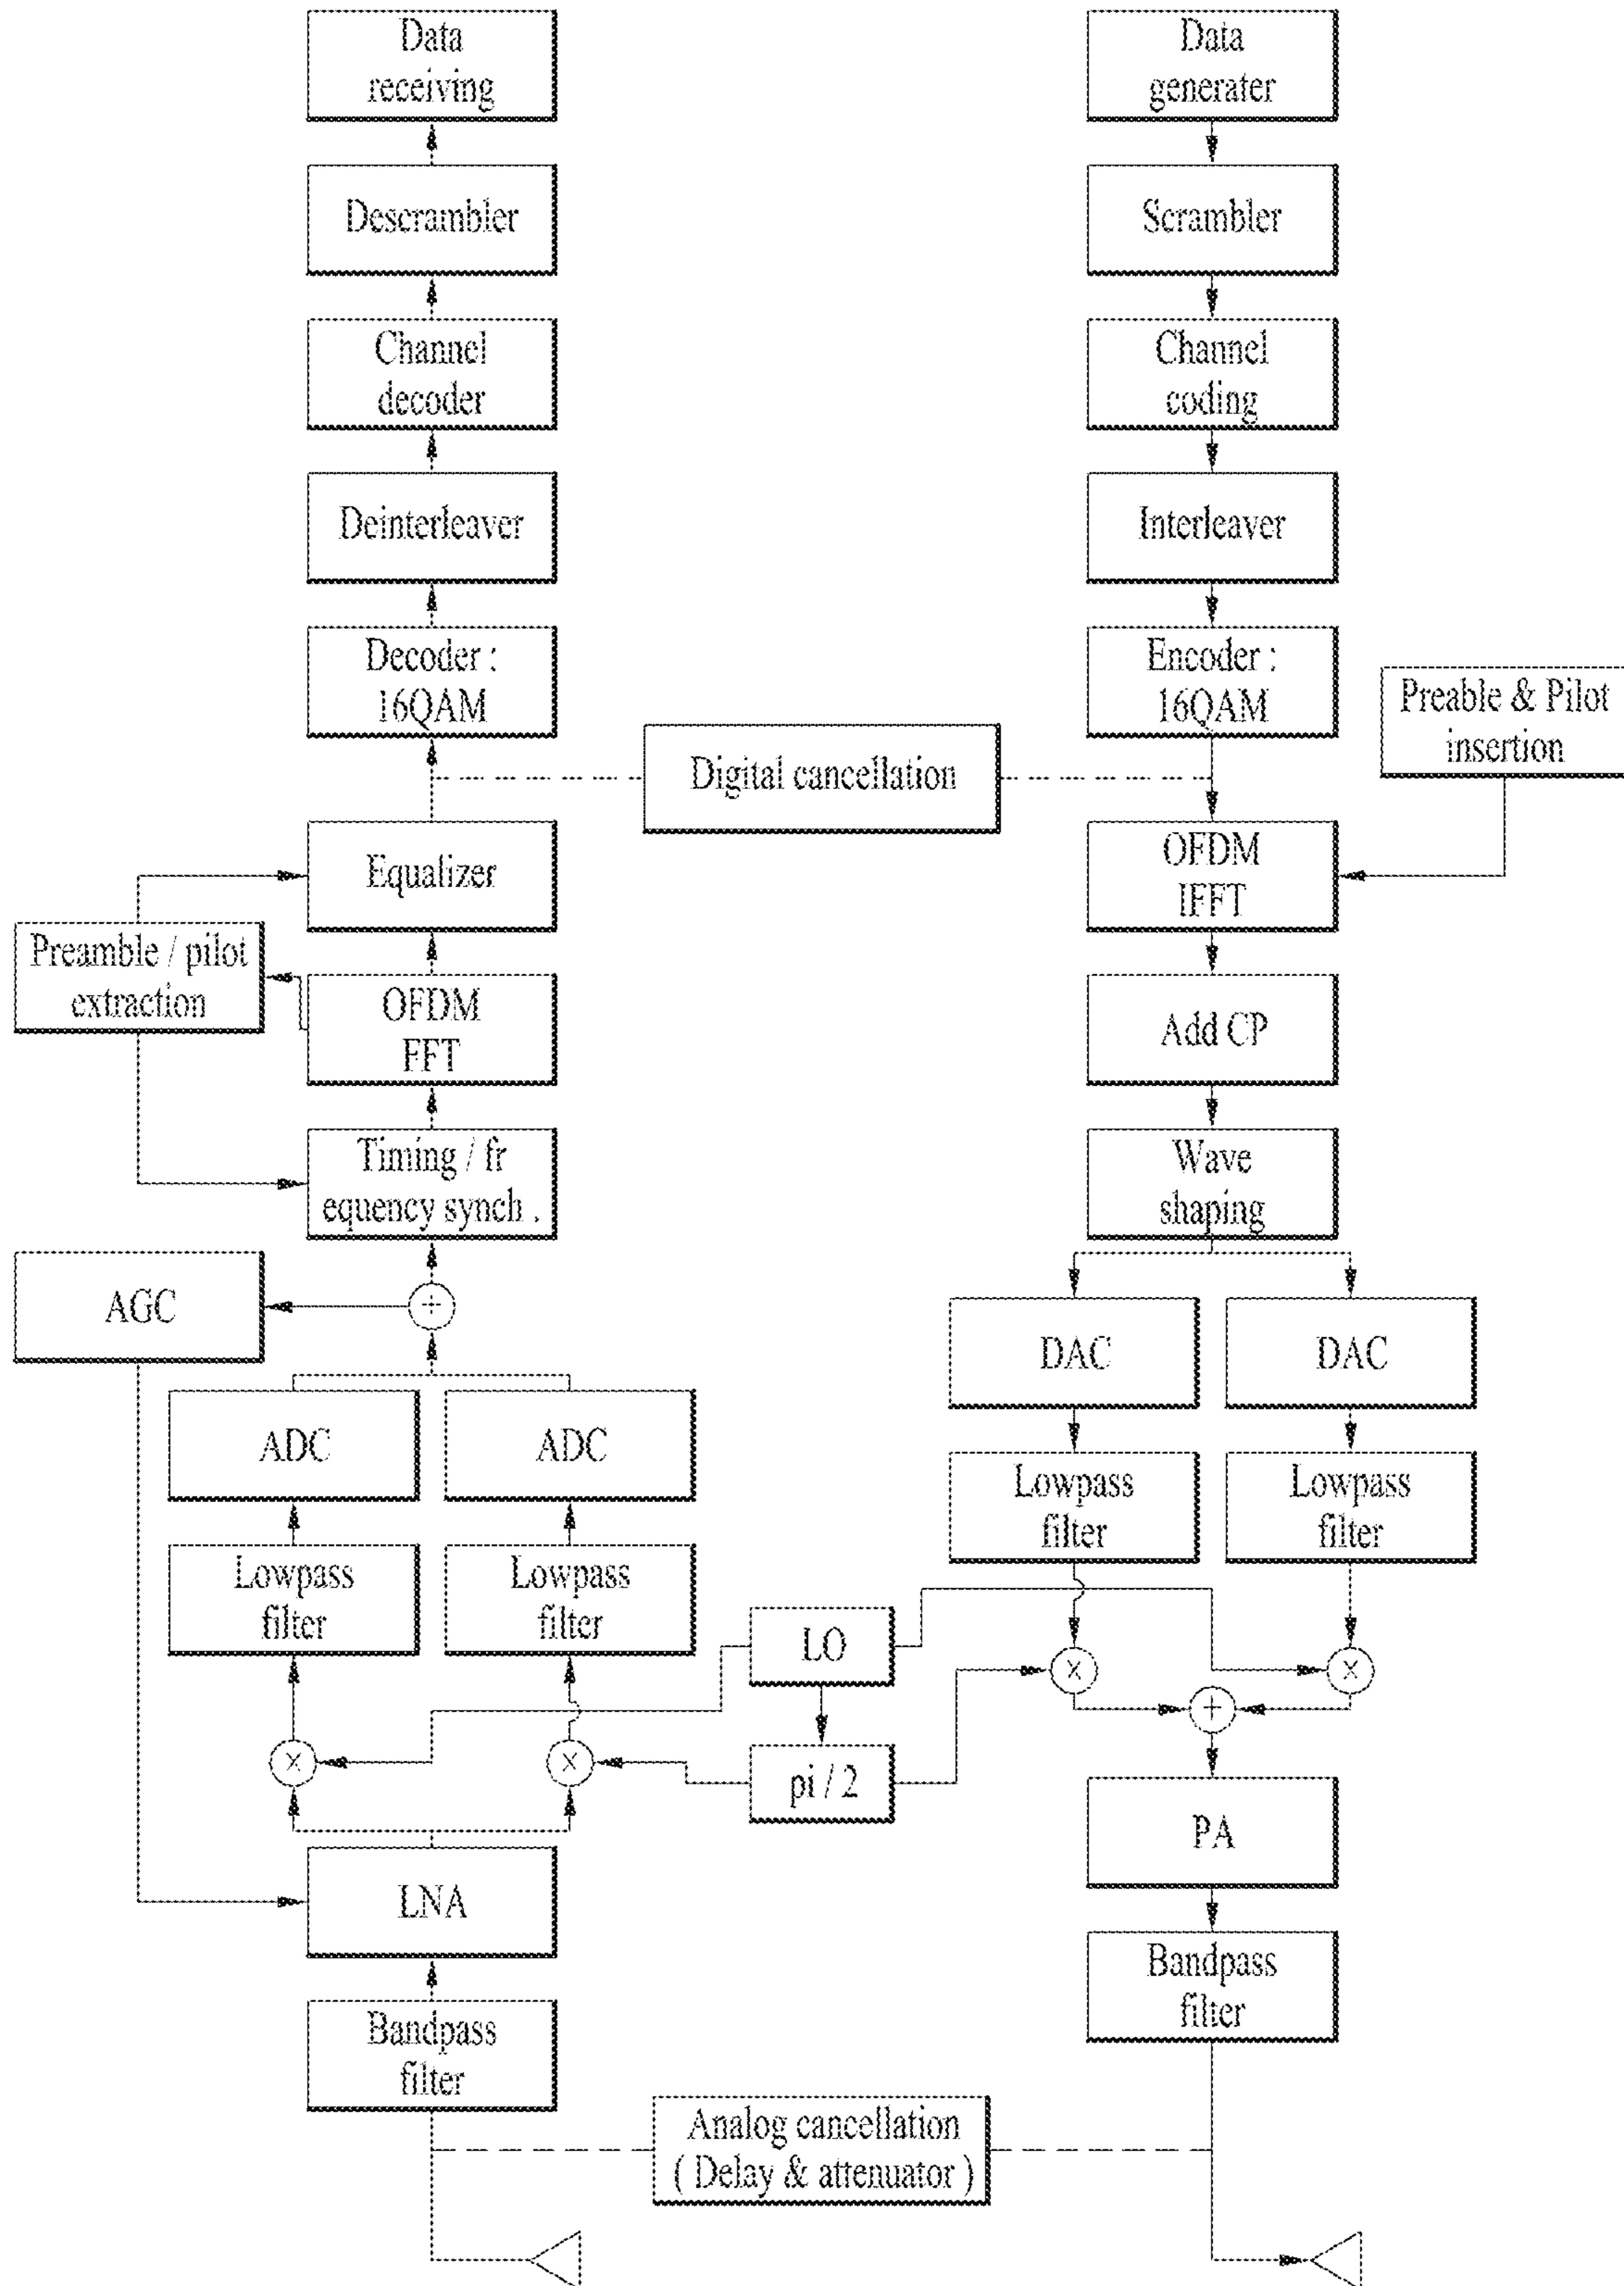 Data
receiving
Descrambler
Channel
decoder
Deinterleaver
Decoder :
16QAM
Equalizer
Preamble / pilot
extraction
OFDM
FFT
Timing / fr
equency synch .
AGC
+
ADC
ADC
Lowpass
filter
Lowpass
filter
×
×
LNA
Bandpass
filter
Digital cancellation
LO
pi / 2
Analog cancellation
( Delay & attenuator )
Data
generater
Scrambler
Channel
coding
Interleaver
Encoder :
16QAM
Preable & Pilot
insertion
OFDM
IFFT
Add CP
Wave
shaping
DAC
DAC
Lowpass
filter
Lowpass
filter
×
×
+
PA
Bandpass
filter